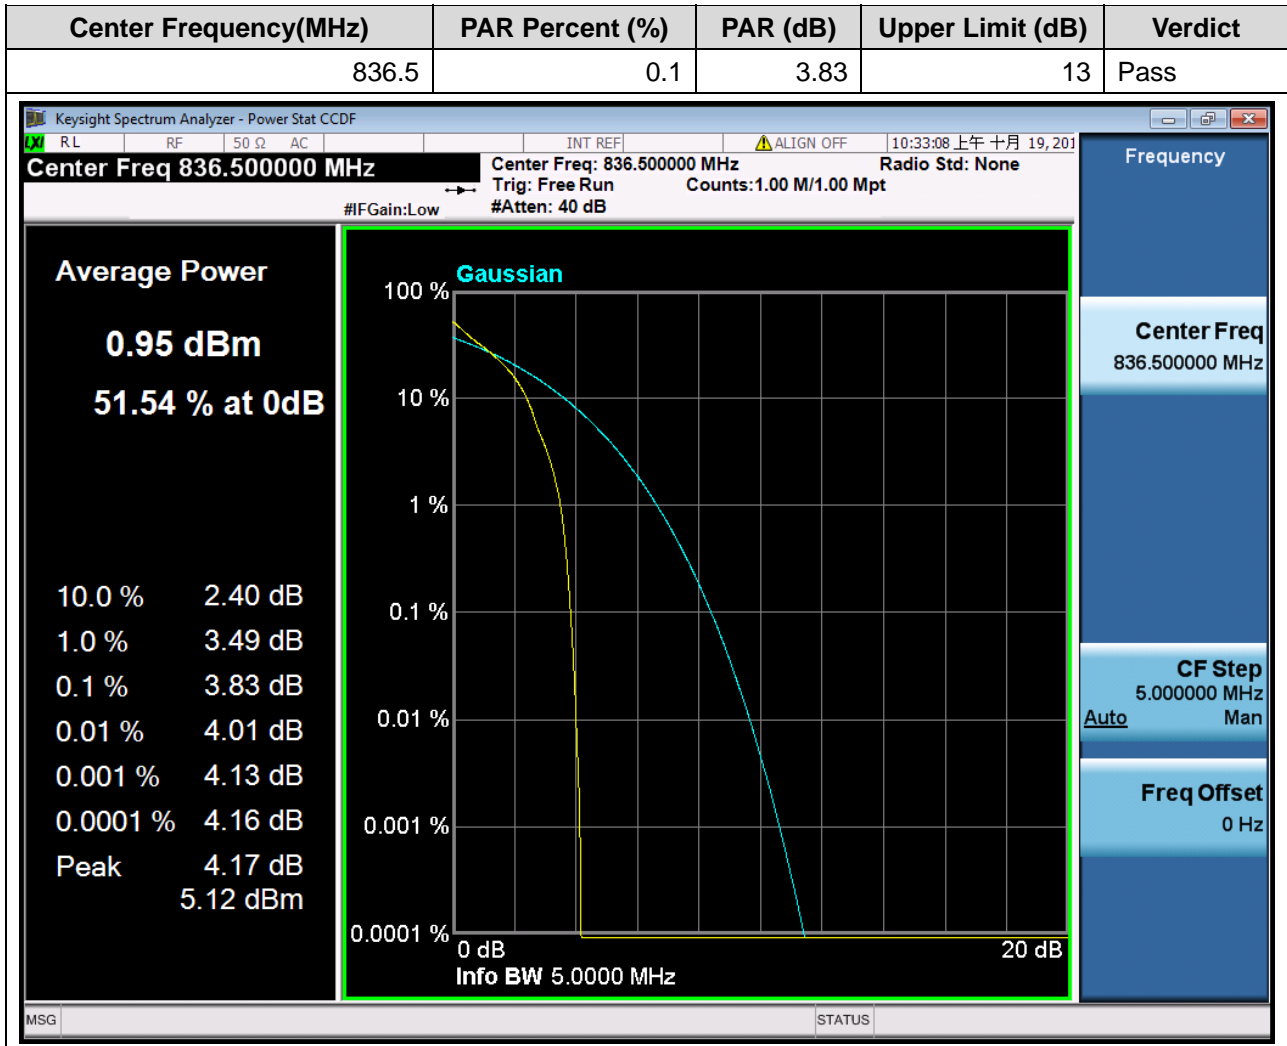 Center Frequency(MHz) PAR Percent (%) PAR (dB) Upper Limit (dB) Verdict
836.5 0.1 3.83 13 Pass
Keysight Spectrum Analyzer - Power Stat CCDF
LXI RL RF 50 Ω AC INT REF ALIGN OFF 10:33:08 上午 十月 19, 201
Center Freq 836.500000 MHz
#IFGain:Low
Center Freq: 836.500000 MHz Radio Std: None
Trig: Free Run Counts:1.00 M/1.00 Mpt
#Atten: 40 dB
Average Power
0.95 dBm
51.54 % at 0dB
10.0 % 2.40 dB
1.0 % 3.49 dB
0.1 % 3.83 dB
0.01 % 4.01 dB
0.001 % 4.13 dB
0.0001 % 4.16 dB
Peak 4.17 dB
5.12 dBm
Gaussian
100 %
10 %
1 %
0.1 %
0.01 %
0.001 %
0.0001 %
0 dB 20 dB
Info BW 5.0000 MHz
Frequency
Center Freq
836.500000 MHz
CF Step
5.000000 MHz
Auto Man
Freq Offset
0 Hz
MSG STATUS